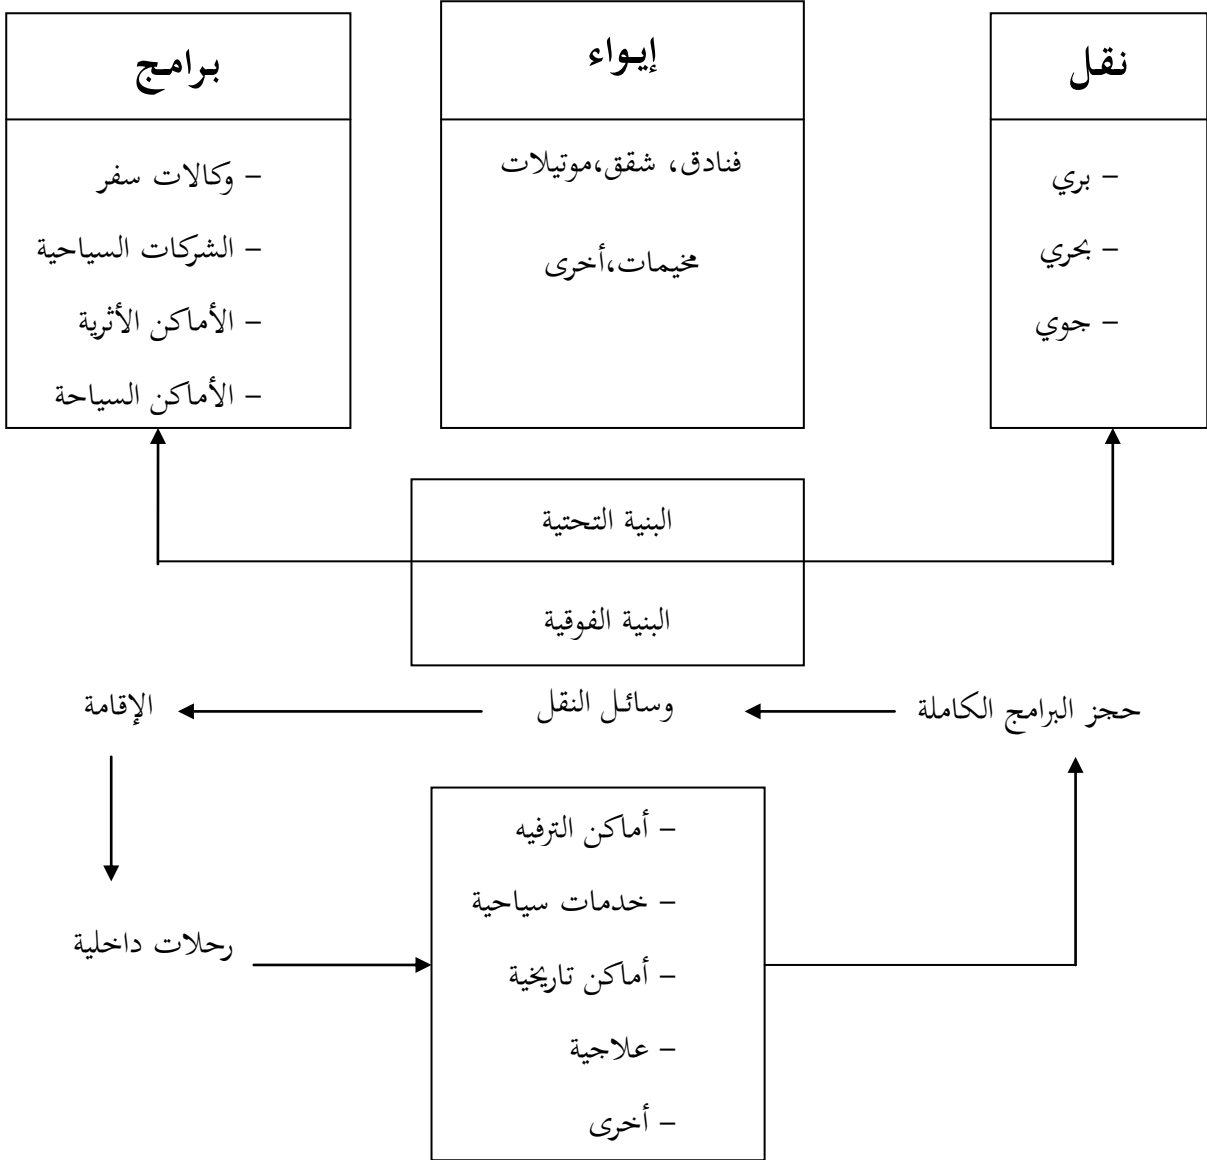 نقل
- بري
- بحري
- جوي
إيواء
فنادق، شقق،موتيلات
مخيمات،أخرى
برامج
- وكالات سفر
- الشركات السياحية
- الأماكن الأثرية
- الأماكن السياحة
البنية التحتية
البنية الفوقية
حجز البرامج الكاملة
وسائل النقل
الإقامة
رحلات داخلية
- أماكن الترفيه
- خدمات سياحية
- أماكن تاريخية
- علاجية
- أخرى